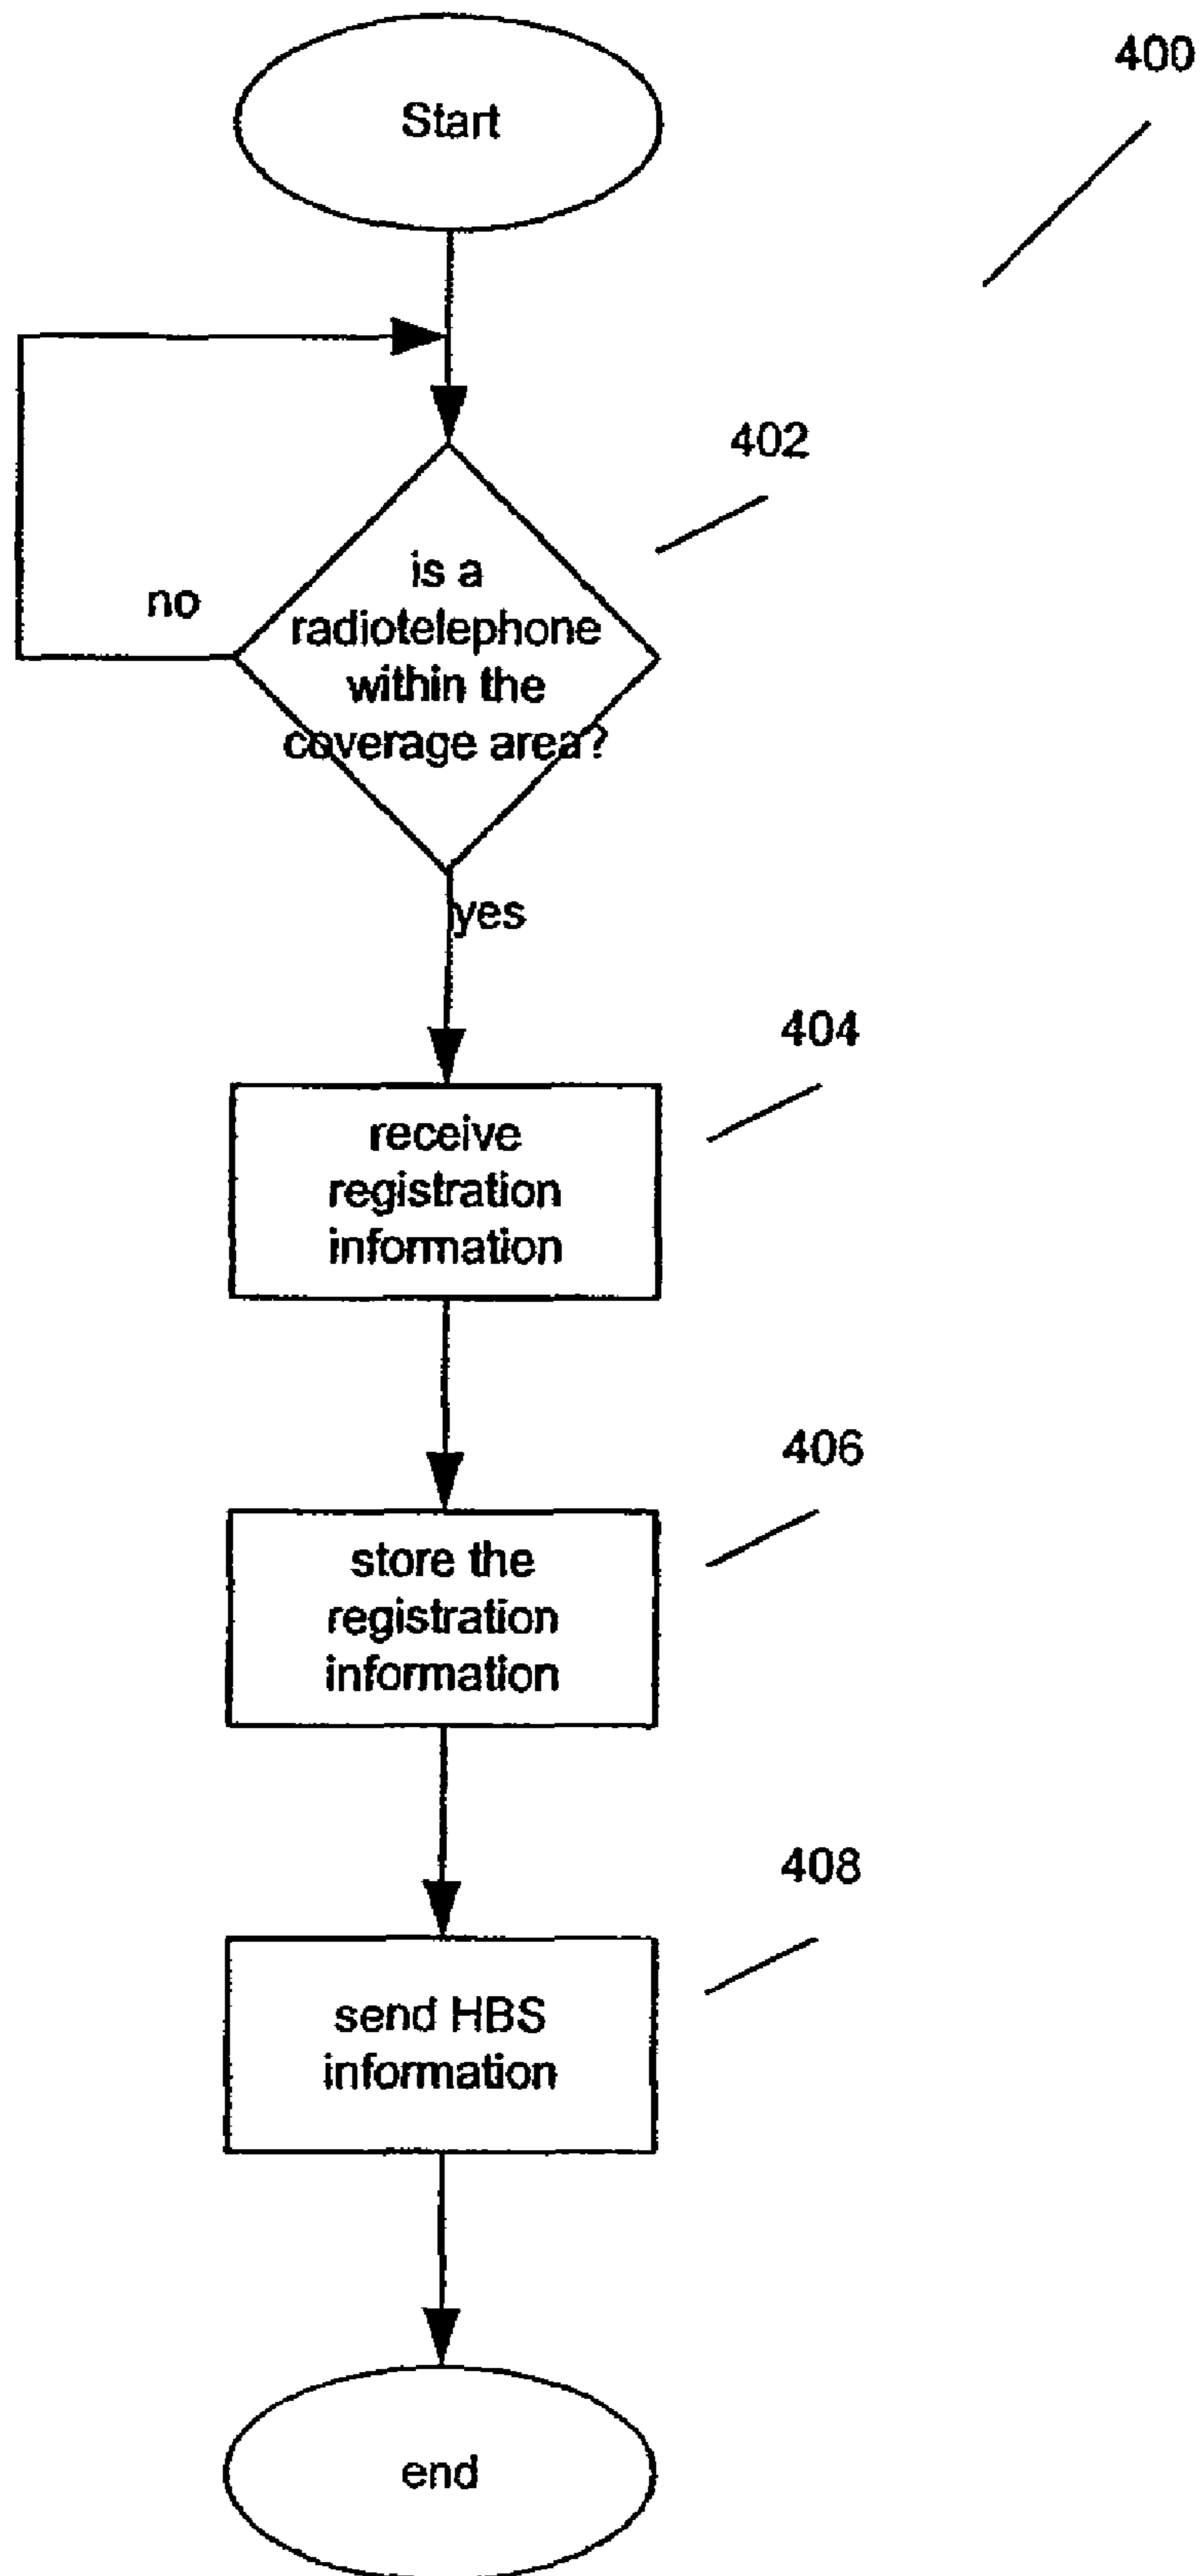 Start
400
402
is a
radiotelephone
within the
coverage area?
no
yes
404
receive
registration
information
406
store the
registration
information
408
send HBS
information
end